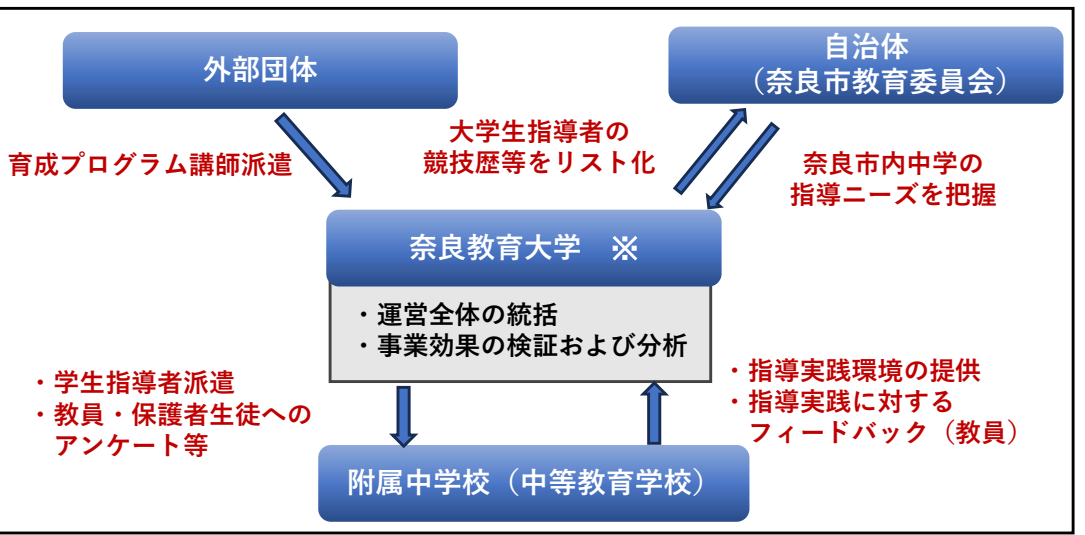 外部団体
自治体
（奈良市教育委員会）
育成プログラム講師派遣
大学生指導者の
競技歴等をリスト化
奈良市内中学の
指導ニーズを把握
奈良教育大学　※
・運営全体の統括
・事業効果の検証および分析
・学生指導者派遣
・教員・保護者生徒への
アンケート等
・指導実践環境の提供
・指導実践に対する
フィードバック（教員）
附属中学校（中等教育学校）